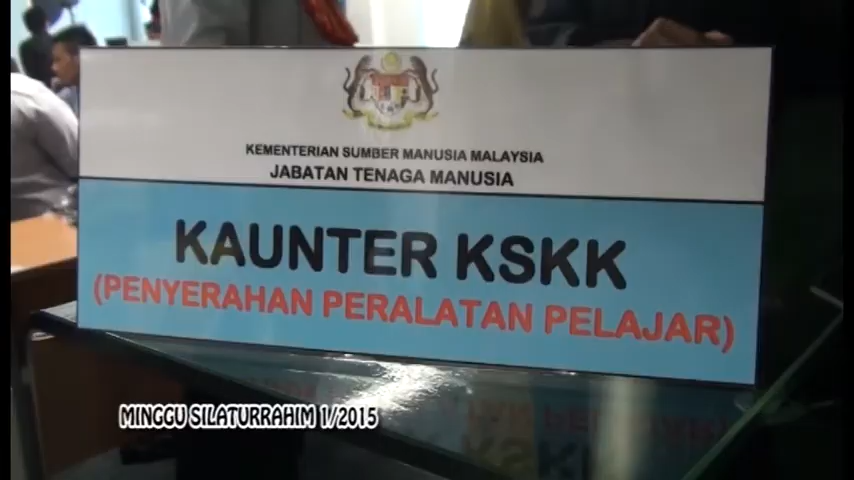 KEMENTERIAN SUMBER MANUSIA MALAYSIA
JABATAN TENAGA MANUSIA
KAUNTER KSKK
(PENYERAHAN PERALATAN PELAJAR)
MINGGU SILATURRAHIM 1/2015